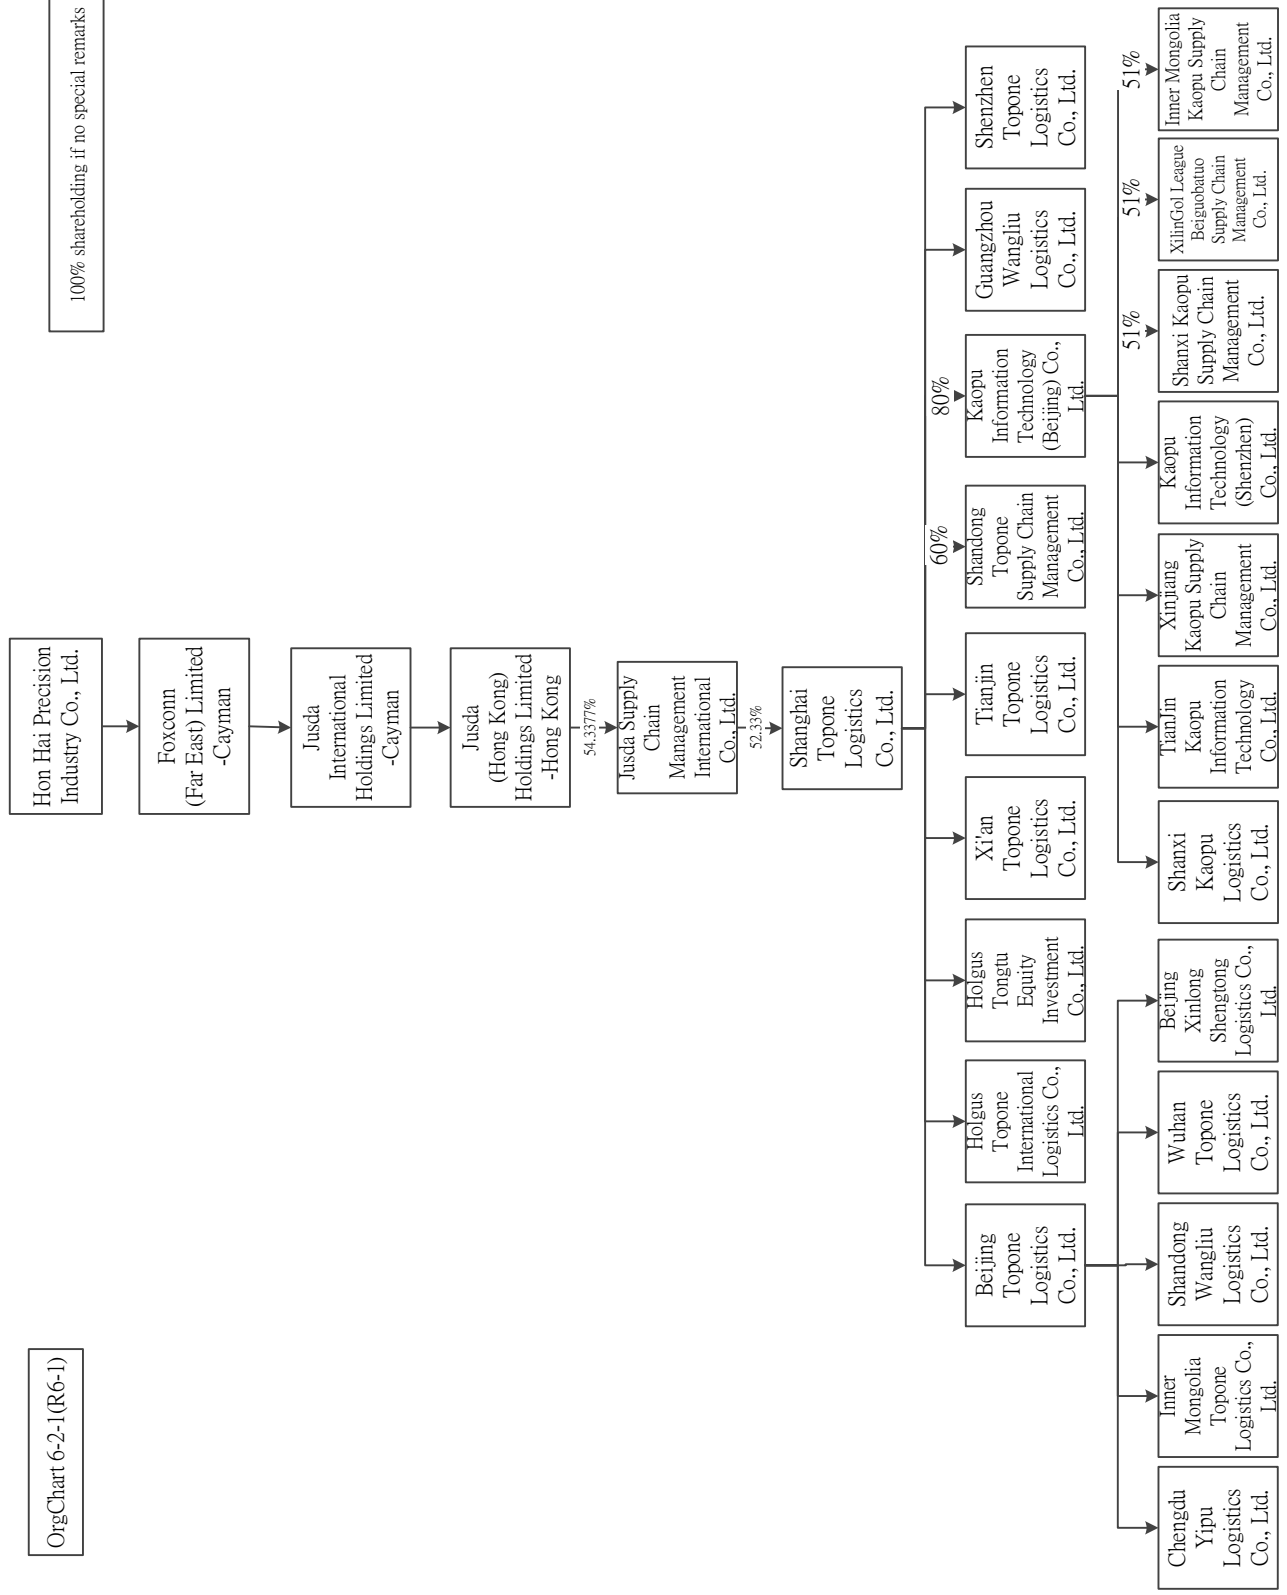 OrgChart 6-2-1(R6-1)
100% shareholding if no special remarks
Hon Hai Precision
Industry Co., Ltd.
Foxconn
(Far East) Limited
-Cayman
Jusda
International
Holdings Limited
-Cayman
Jusda
(Hong Kong)
Holdings Limited
-Hong Kong
54.3377%
Jusda Supply
Chain
Management
International
Co.,Ltd.
52.33%
Shanghai
Topone
Logistics
Co., Ltd.
60%
80%
Beijing
Topone
Logistics
Co., Ltd.
Holgus
Topone
International
Logistics Co.,
Ltd.
Holgus
Tongtu
Equity
Investment
Co., Ltd.
Xi'an
Topone
Logistics
Co., Ltd.
Tianjin
Topone
Logistics
Co., Ltd.
Shandong
Topone
Supply Chain
Management
Co., Ltd.
Kaopu
Information
Technology
(Beijing) Co.,
Ltd.
Guangzhou
Wangliu
Logistics
Co., Ltd.
Shenzhen
Topone
Logistics
Co., Ltd.
51%
51%
51%
Chengdu
Yipu
Logistics
Co., Ltd.
Inner
Mongolia
Topone
Logistics Co.,
Ltd.
Shandong
Wangliu
Logistics
Co., Ltd.
Wuhan
Topone
Logistics
Co., Ltd.
Beijing
Xinlong
Shengtong
Logistics Co.,
Ltd.
Shanxi
Kaopu
Logistics
Co., Ltd.
TianJin
Kaopu
Information
Technology
Co., Ltd.
Xinjiang
Kaopu Supply
Chain
Management
Co., Ltd.
Kaopu
Information
Technology
(Shenzhen)
Co., Ltd.
Shanxi Kaopu
Supply Chain
Management
Co., Ltd.
XilinGol League
Beiguobatuo
Supply Chain
Management
Co., Ltd.
Inner Mongolia
Kaopu Supply
Chain
Management
Co., Ltd.